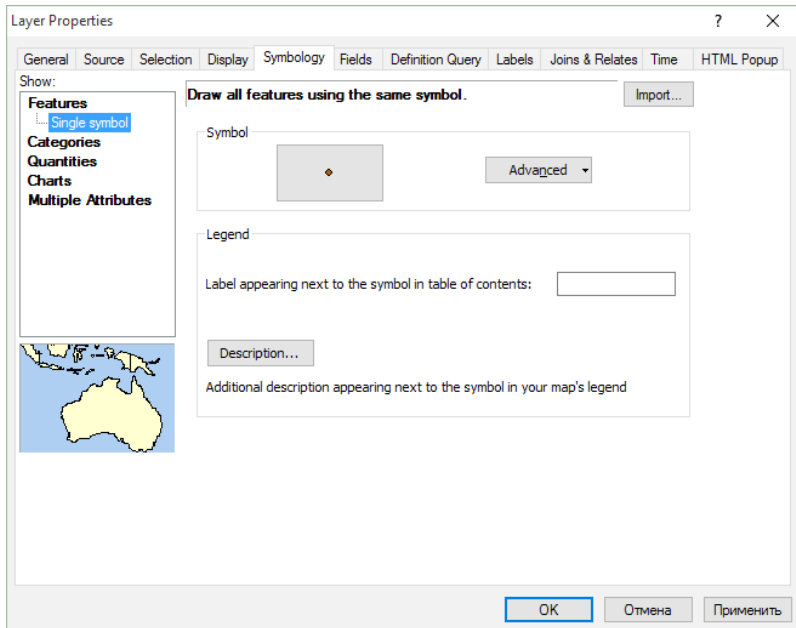 Layer Properties
?
General Source Selection Display Symbology Fields Definition Query Labels Joins & Relates Time HTML Popup
Show:
Features
Single symbol
Categories
Quantities
Charts
Multiple Attributes
Draw all features using the same symbol.
Import...
Symbol
Advanced
Legend
Label appearing next to the symbol in table of contents:
Description...
Additional description appearing next to the symbol in your map's legend
OK Отмена Применить